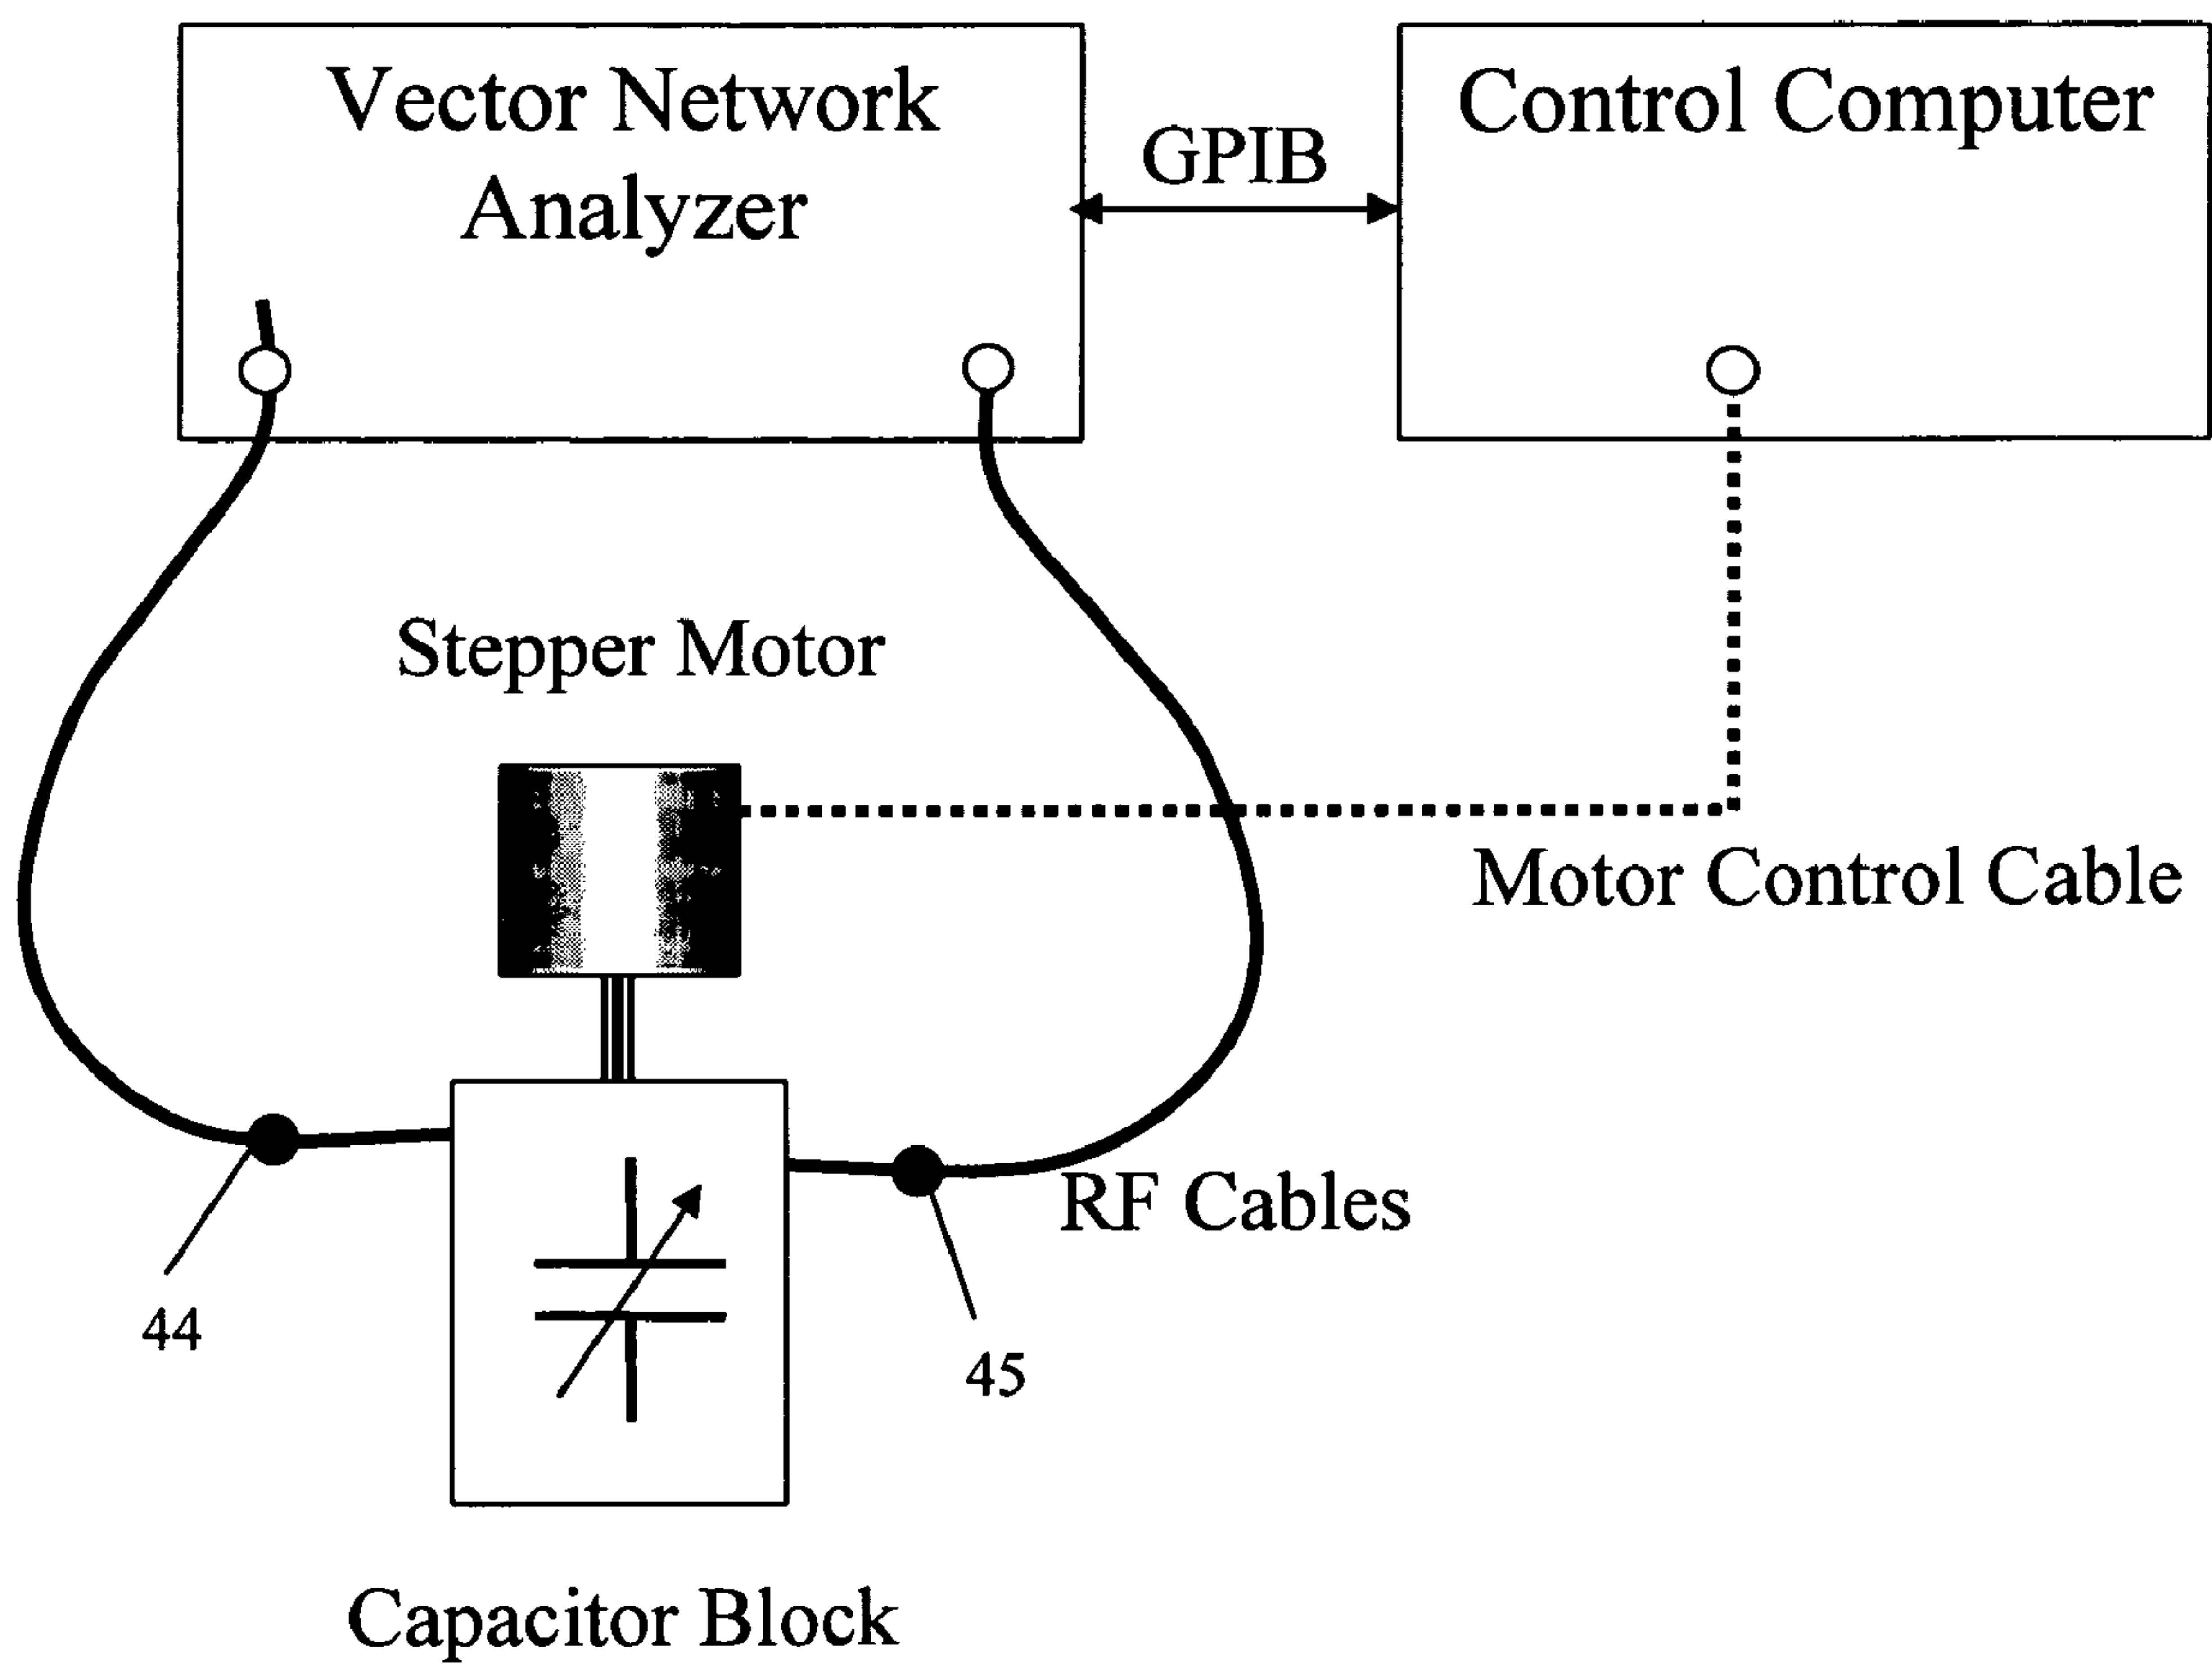 Vector Network
Analyzer
GPIB
Control Computer
Stepper Motor
Motor Control Cable
RF Cables
44
45
Capacitor Block